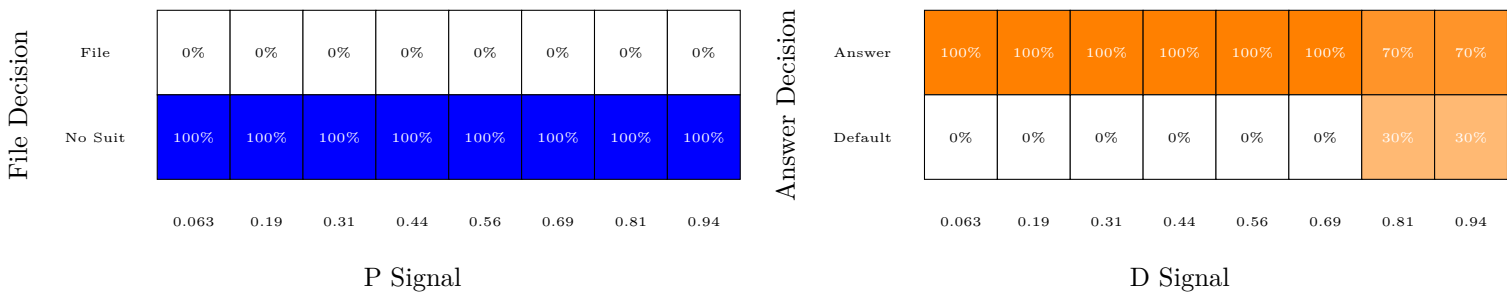 File Decision
File
0% 0% 0% 0% 0% 0% 0% 0%
No Suit
100% 100% 100% 100% 100% 100% 100% 100%
0.063 0.19 0.31 0.44 0.56 0.69 0.81 0.94
P Signal
Answer Decision
Answer
100% 100% 100% 100% 100% 100% 70% 70%
Default
0% 0% 0% 0% 0% 0% 30% 30%
0.063 0.19 0.31 0.44 0.56 0.69 0.81 0.94
D Signal